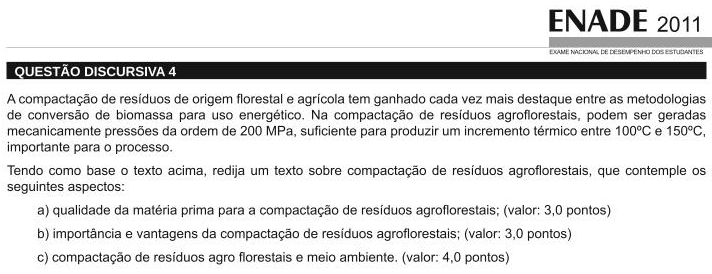 ENADE 2011
EXAME NACIONAL DE DESEMPENHO DOS ESTUDANTES
QUESTÃO DISCURSIVA 4
A compactação de resíduos de origem florestal e agrícola tem ganhado cada vez mais destaque entre as metodologias
de conversão de biomassa para uso energético. Na compactação de resíduos agroflorestais, podem ser geradas
mecanicamente pressões da ordem de 200 MPa, suficiente para produzir um incremento térmico entre 100ºC e 150ºC,
importante para o processo.
Tendo como base o texto acima, redija um texto sobre compactação de resíduos agroflorestais, que contemple os
seguintes aspectos:
a) qualidade da matéria prima para a compactação de resíduos agroflorestais; (valor: 3,0 pontos)
b) importância e vantagens da compactação de resíduos agroflorestais; (valor: 3,0 pontos)
c) compactação de resíduos agro florestais e meio ambiente. (valor: 4,0 pontos)